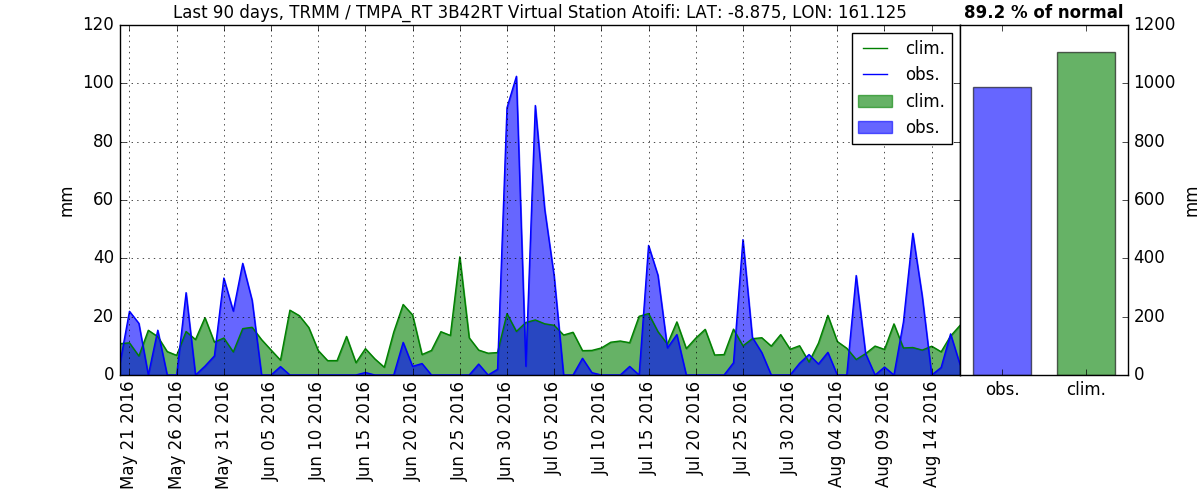 Last 90 days, TRMM / TMPA_RT 3B42RT Virtual Station Atoifi: LAT: -8.875, LON: 161.125
89.2 % of normal
120
100
80
60
40
20
0
mm
clim.
obs.
clim.
obs.
1200
1000
800
600
400
200
0
mm
obs.
clim.
May 21 2016
May 26 2016
May 31 2016
Jun 05 2016
Jun 10 2016
Jun 15 2016
Jun 20 2016
Jun 25 2016
Jun 30 2016
Jul 05 2016
Jul 10 2016
Jul 15 2016
Jul 20 2016
Jul 25 2016
Jul 30 2016
Aug 04 2016
Aug 09 2016
Aug 14 2016